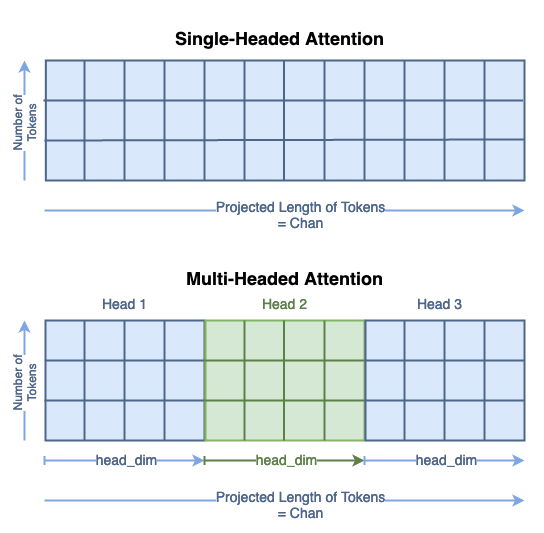 Single-Headed Attention
Number of
Tokens
Projected Length of Tokens
= Chan
Multi-Headed Attention
Head 1 Head 2 Head 3
Number of
Tokens
head_dim head_dim head_dim
Projected Length of Tokens
= Chan